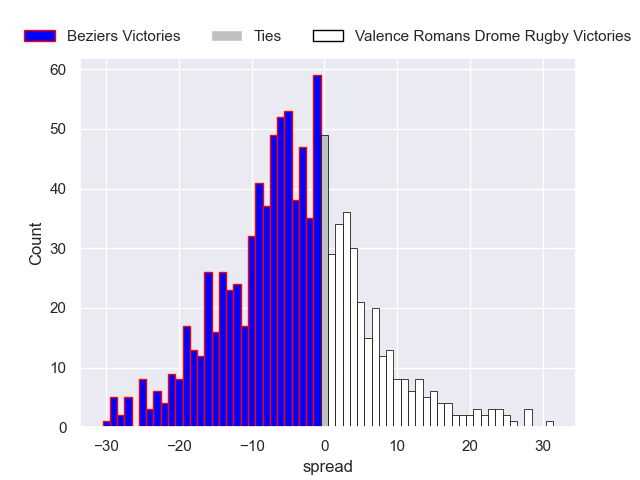 Beziers Victories Ties Valence Romans Drome Rugby Victories
60
50
40
30
20
10
0
Count
−30 −20 −10 0 10 20 30
spread